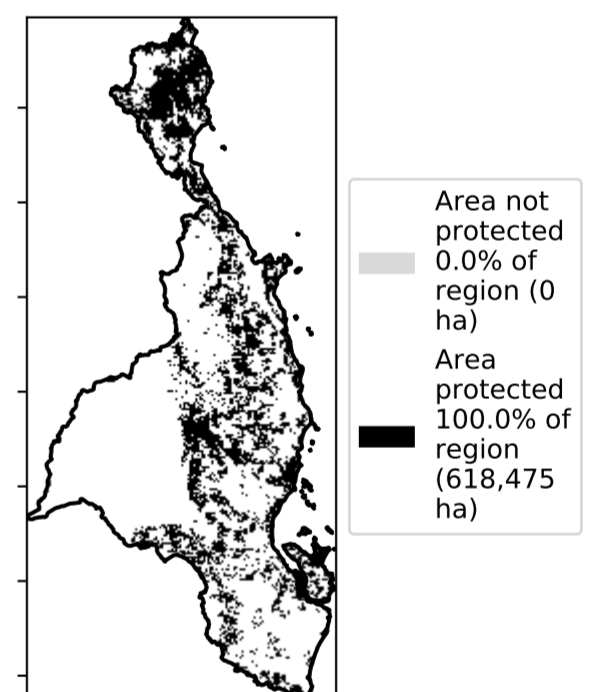 Area not
protected
0.0% of
region (0
ha)
Area
protected
100.0% of
region
(618,475
ha)